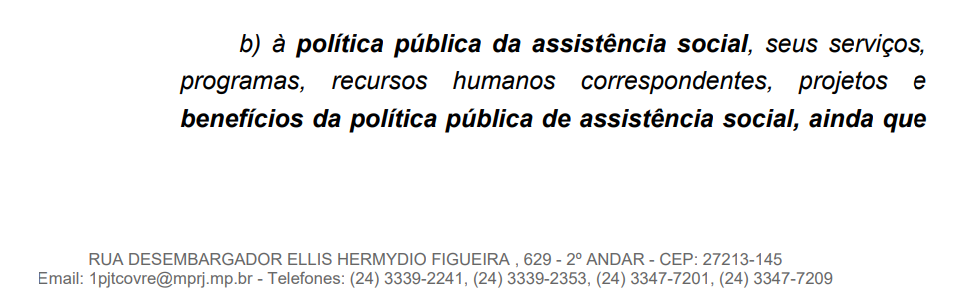 b) à política pública da assistência social, seus serviços,
programas, recursos humanos correspondentes, projetos e
benefícios da política pública de assistência social, ainda que
RUA DESEMBARGADOR ELLIS HERMYDIO FIGUEIRA , 629 - 2º ANDAR - CEP: 27213-145
Email: 1pjtcovre@mprj.mp.br - Telefones: (24) 3339-2241, (24) 3339-2353, (24) 3347-7201, (24) 3347-7209